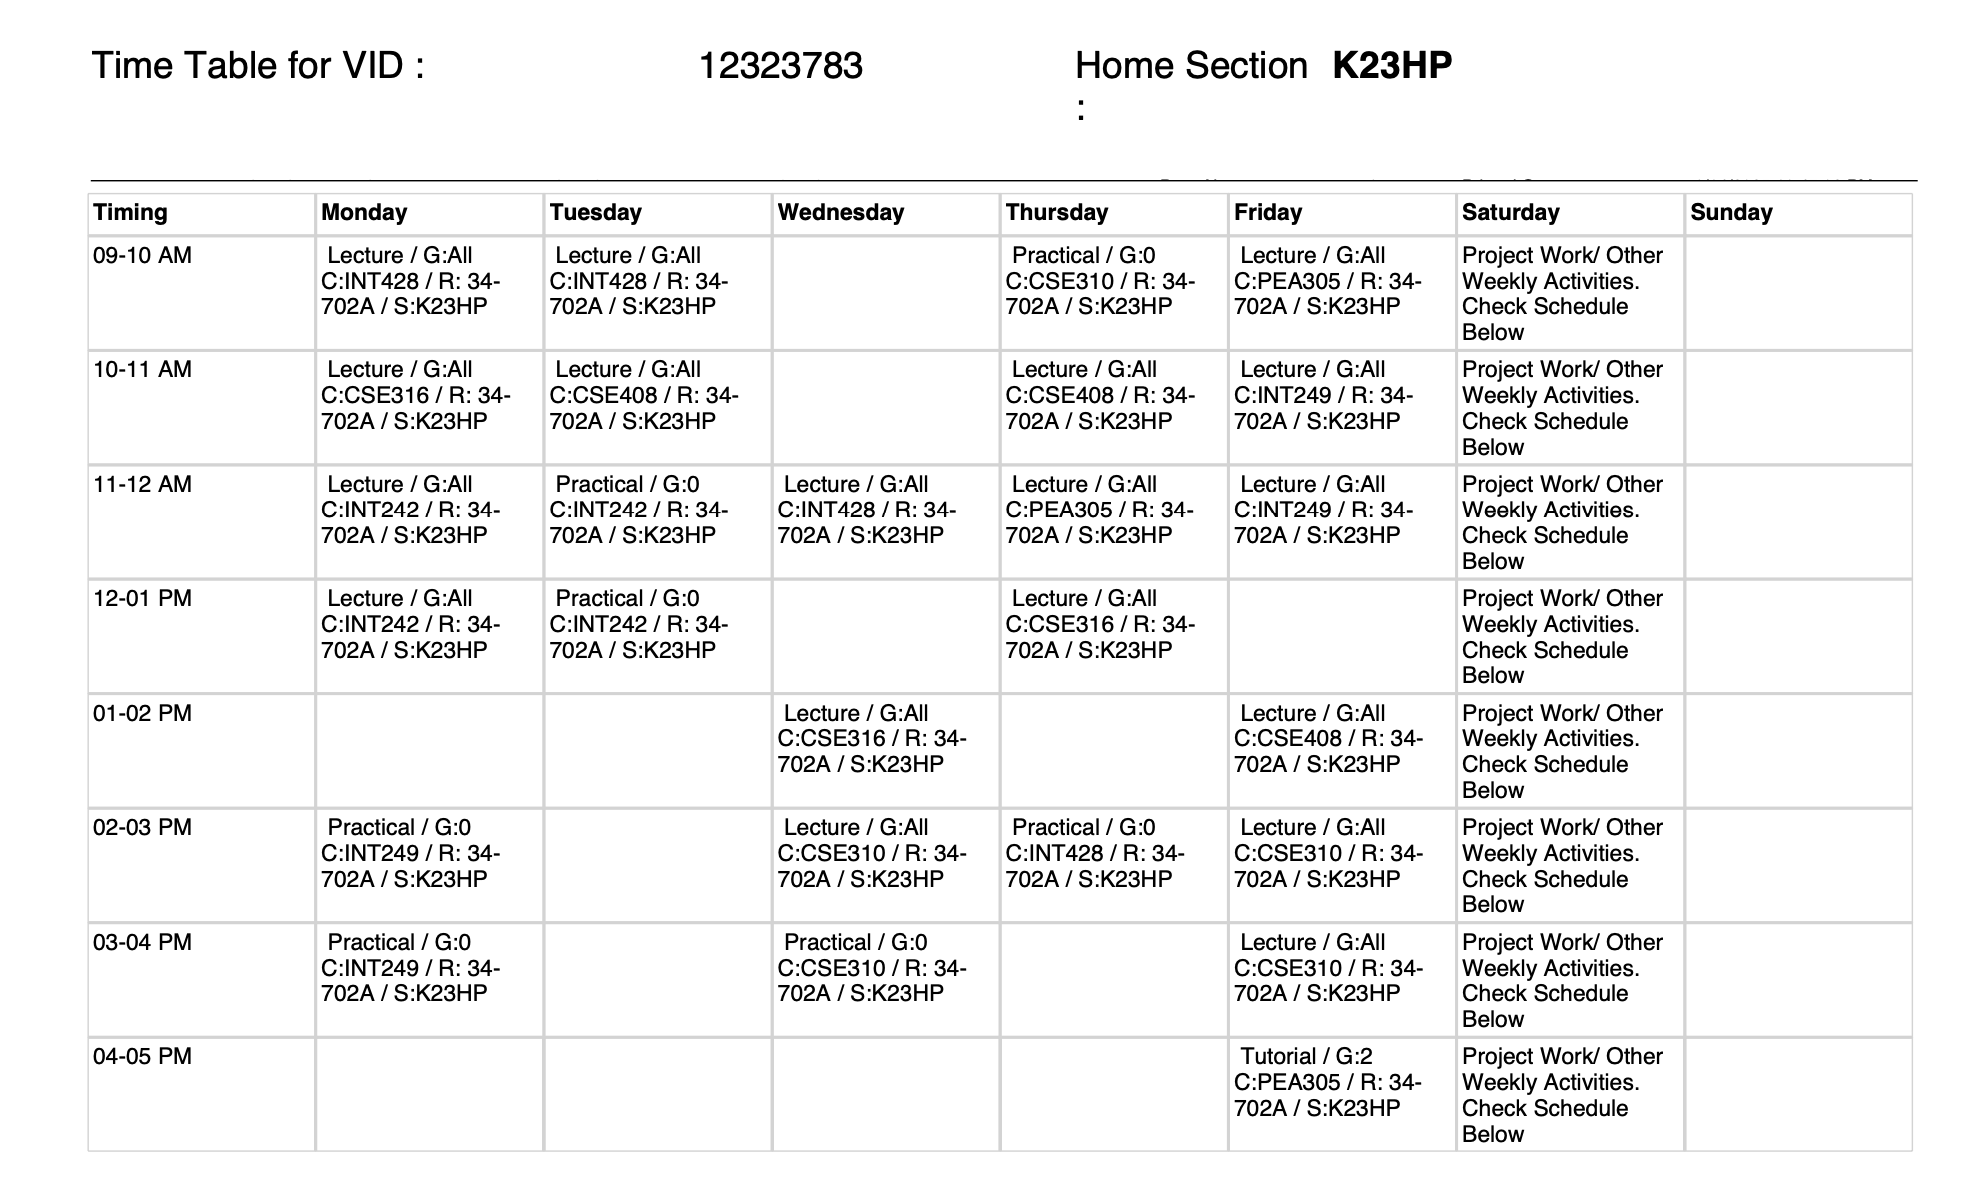 Time Table for VID : 12323783 Home Section K23HP
:
Timing Monday Tuesday Wednesday Thursday Friday Saturday Sunday
09-10 AM
Lecture / G:All
C:INT428 / R: 34-
702A / S:K23HP
Lecture / G:All
C:INT428 / R: 34-
702A / S:K23HP
Practical / G:0
C:CSE310 / R: 34-
702A / S:K23HP
Lecture / G:All
C:PEA305 / R: 34-
702A / S:K23HP
Project Work/ Other
Weekly Activities.
Check Schedule
Below
10-11 AM
Lecture / G:All
C:CSE316 / R: 34-
702A / S:K23HP
Lecture / G:All
C:CSE408 / R: 34-
702A / S:K23HP
Lecture / G:All
C:CSE408 / R: 34-
702A / S:K23HP
Lecture / G:All
C:INT249 / R: 34-
702A / S:K23HP
Project Work/ Other
Weekly Activities.
Check Schedule
Below
11-12 AM
Lecture / G:All
C:INT242 / R: 34-
702A / S:K23HP
Practical / G:0
C:INT242 / R: 34-
702A / S:K23HP
Lecture / G:All
C:INT428 / R: 34-
702A / S:K23HP
Lecture / G:All
C:PEA305 / R: 34-
702A / S:K23HP
Lecture / G:All
C:INT249 / R: 34-
702A / S:K23HP
Project Work/ Other
Weekly Activities.
Check Schedule
Below
12-01 PM
Lecture / G:All
C:INT242 / R: 34-
702A / S:K23HP
Practical / G:0
C:INT242 / R: 34-
702A / S:K23HP
Lecture / G:All
C:CSE316 / R: 34-
702A / S:K23HP
Project Work/ Other
Weekly Activities.
Check Schedule
Below
01-02 PM
Lecture / G:All
C:CSE316 / R: 34-
702A / S:K23HP
Lecture / G:All
C:CSE408 / R: 34-
702A / S:K23HP
Project Work/ Other
Weekly Activities.
Check Schedule
Below
02-03 PM
Practical / G:0
C:INT249 / R: 34-
702A / S:K23HP
Lecture / G:All
C:CSE310 / R: 34-
702A / S:K23HP
Practical / G:0
C:INT428 / R: 34-
702A / S:K23HP
Lecture / G:All
C:CSE310 / R: 34-
702A / S:K23HP
Project Work/ Other
Weekly Activities.
Check Schedule
Below
03-04 PM
Practical / G:0
C:INT249 / R: 34-
702A / S:K23HP
Practical / G:0
C:CSE310 / R: 34-
702A / S:K23HP
Lecture / G:All
C:CSE310 / R: 34-
702A / S:K23HP
Project Work/ Other
Weekly Activities.
Check Schedule
Below
04-05 PM
Tutorial / G:2
C:PEA305 / R: 34-
702A / S:K23HP
Project Work/ Other
Weekly Activities.
Check Schedule
Below